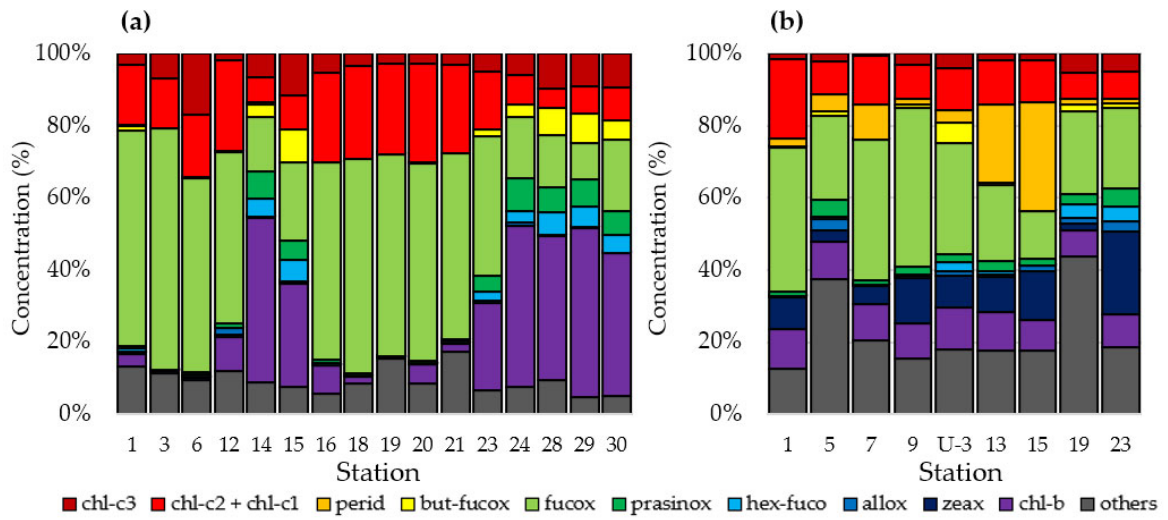 (a)
(b)
Concentration (%)
100%
80%
60%
40%
20%
0%
1 3 6 12 14 15 16 18 19 20 21 23 24 28 29 30
Station
Concentration (%)
100%
80%
60%
40%
20%
0%
1 5 7 9 U-3 13 15 19 23
Station
chl-c3 chl-c2 + chl-c1 perid but-fucox fucox prasinox hex-fuco allox zeax chl-b others